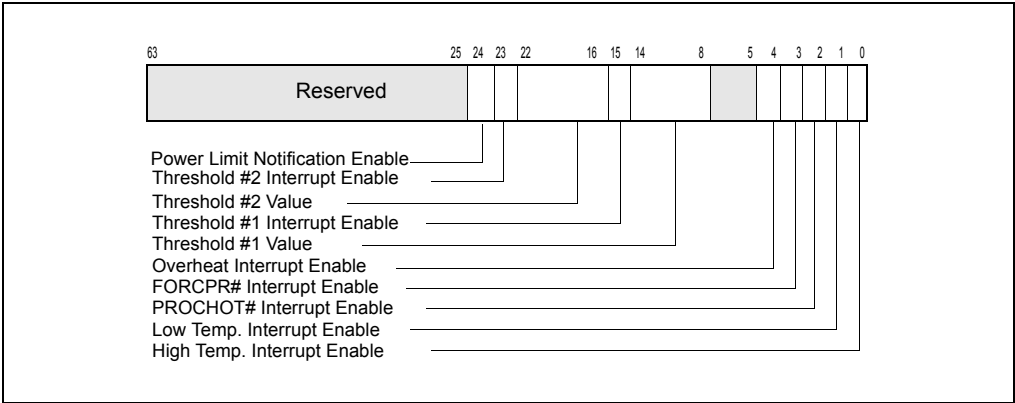 63 25 24 23 22 16 15 14 8 5 4 3 2 1 0
Reserved
Power Limit Notification Enable
Threshold #2 Interrupt Enable
Threshold #2 Value
Threshold #1 Interrupt Enable
Threshold #1 Value
Overheat Interrupt Enable
FORCPR# Interrupt Enable
PROCHOT# Interrupt Enable
Low Temp. Interrupt Enable
High Temp. Interrupt Enable